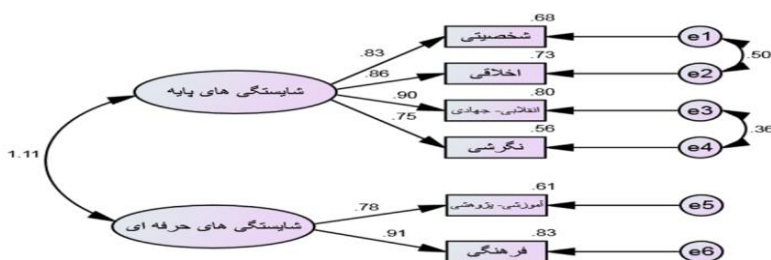 .68
شخصیتی
e1
.83
.50
.73
اخلاقی
e2
.86
شایستگی های پایه
.80
انقلابی- جهادی
e3
.90
.36
.56
نگرشی
e4
.75
1.11
.61
آموزشی- پژوهشی
e5
.78
شایستگی های حرفه ای
.83
فرهنگی
e6
.91